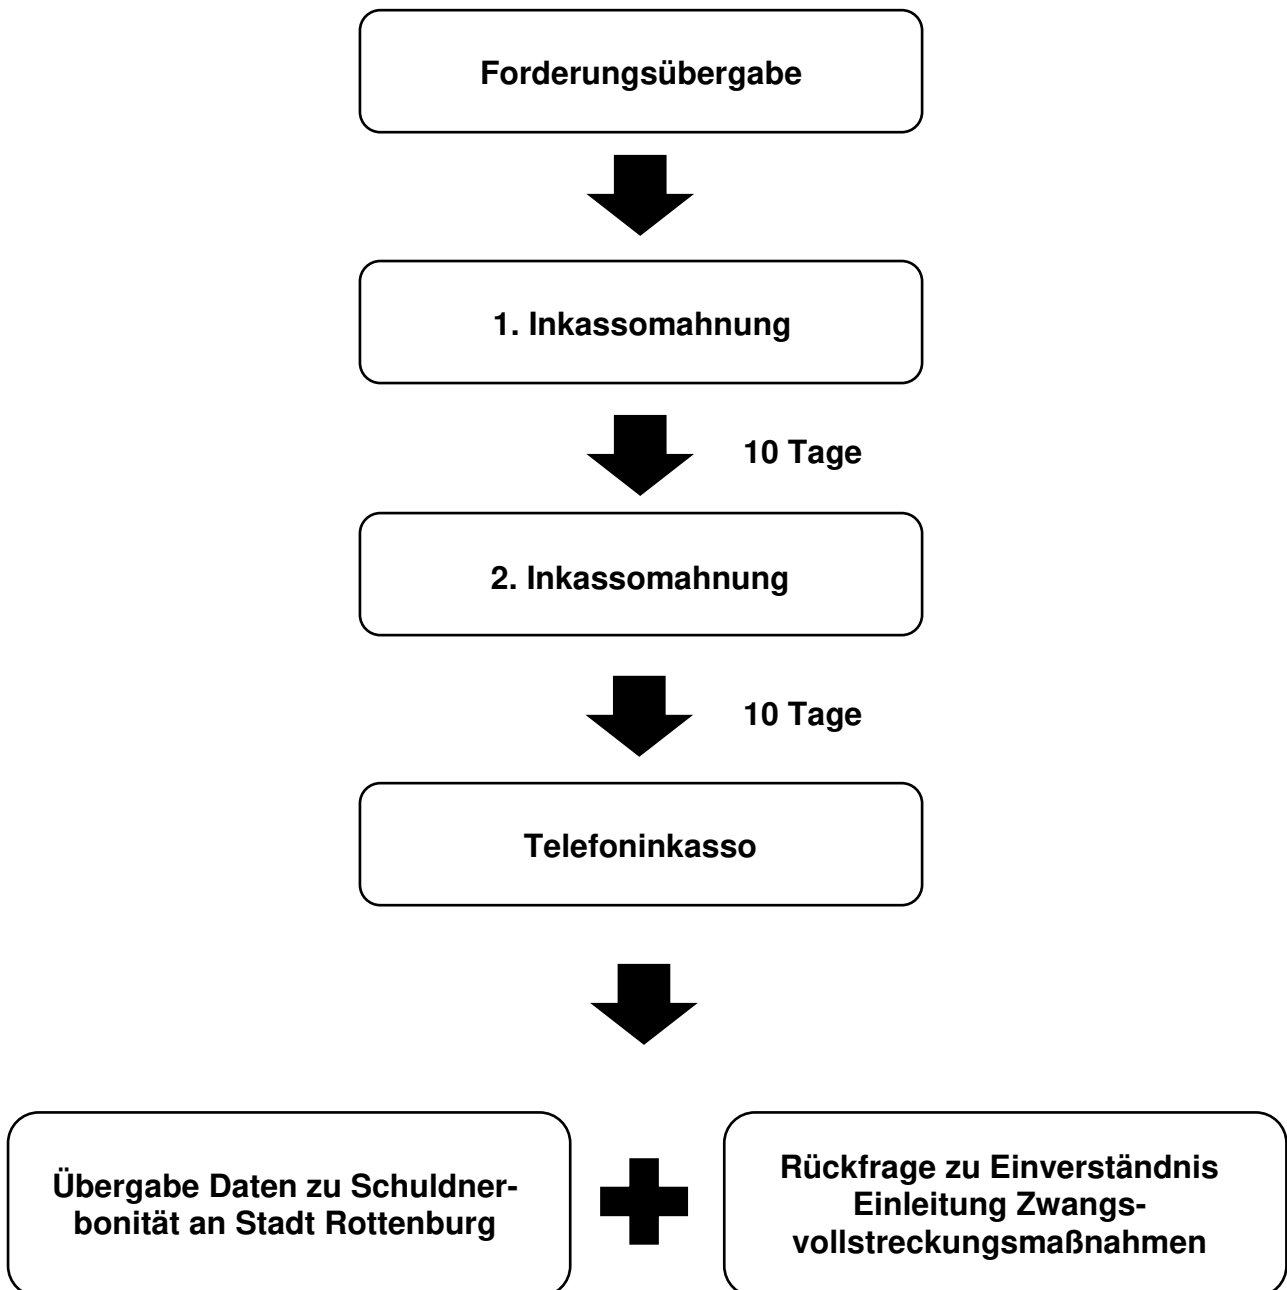 Forderungsübergabe
1. Inkassomahnung
10 Tage
2. Inkassomahnung
10 Tage
Telefoninkasso
Übergabe Daten zu Schuldner-
bonität an Stadt Rottenburg
Rückfrage zu Einverständnis
Einleitung Zwangs-
vollstreckungsmaßnahmen